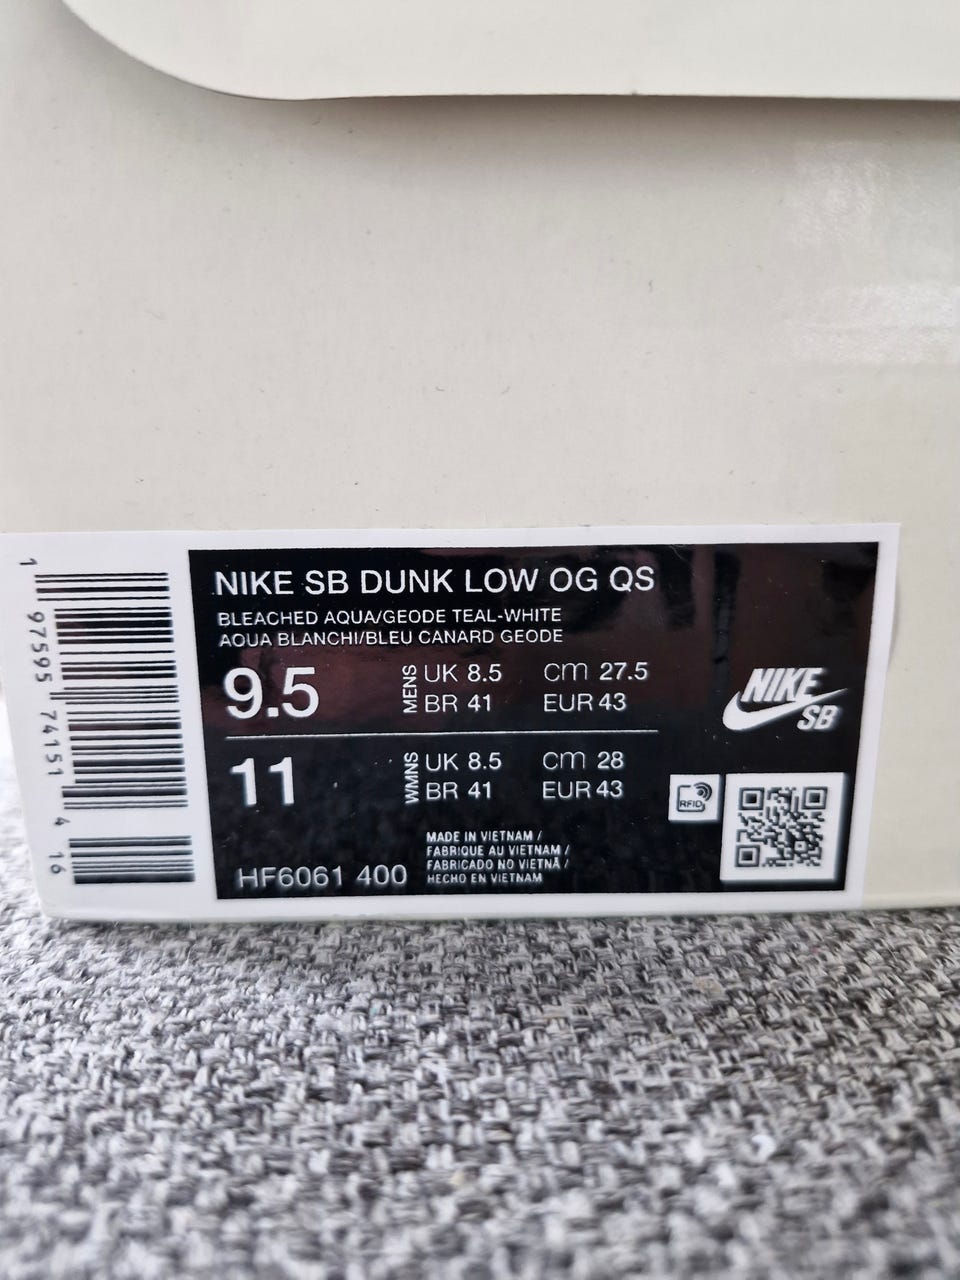 1 97595 74151 4 16
NIKE SB DUNK LOW OG QS
BLEACHED AQUA/GEODE TEAL-WHITE
AQUA BLANCHI/BLEU CANARD GEODE
9.5 MENS UK 8.5 cm 27.5
BR 41 EUR 43
11 WMNS UK 8.5 cm 28
BR 41 EUR 43
NIKE
SB
RFID
MADE IN VIETNAM /
FABRIQUE AU VIETNAM /
FABRICADO NO VIETNÃ /
HECHO EN VIETNAM
HF6061 400